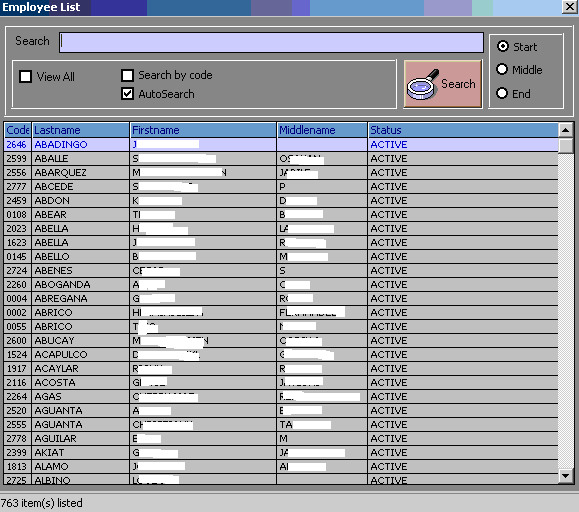 Employee List
Search
Start
Middle
End
View All
Search by code
AutoSearch
Search
Code Lastname Firstname Middlename Status
2646 ABADINGO J ACTIVE
2599 ABALLE S ACTIVE
2556 ABARQUEZ M ACTIVE
2777 ABCEDE S P ACTIVE
2459 ABDON K D ACTIVE
0108 ABEAR ACTIVE
2023 ABELLA H LA ACTIVE
1623 ABELLA J R ACTIVE
0145 ABELLO B M ACTIVE
2724 ABENES S ACTIVE
2260 ABOGANDA A ACTIVE
0004 ABREGANA G ACTIVE
0002 ABRICO ACTIVE
0055 ABRICO ACTIVE
2600 ABUCAY M ACTIVE
1524 ACAPULCO D G ACTIVE
1917 ACAYLAR R R ACTIVE
2116 ACOSTA ACTIVE
2264 AGAS ACTIVE
2520 AGUANTA A ACTIVE
2555 AGUANTA TA ACTIVE
2778 AGUILAR M ACTIVE
2399 AKIAT G JA ACTIVE
1813 ALAMO ACTIVE
2725 ALBINO ACTIVE
763 item(s) listed